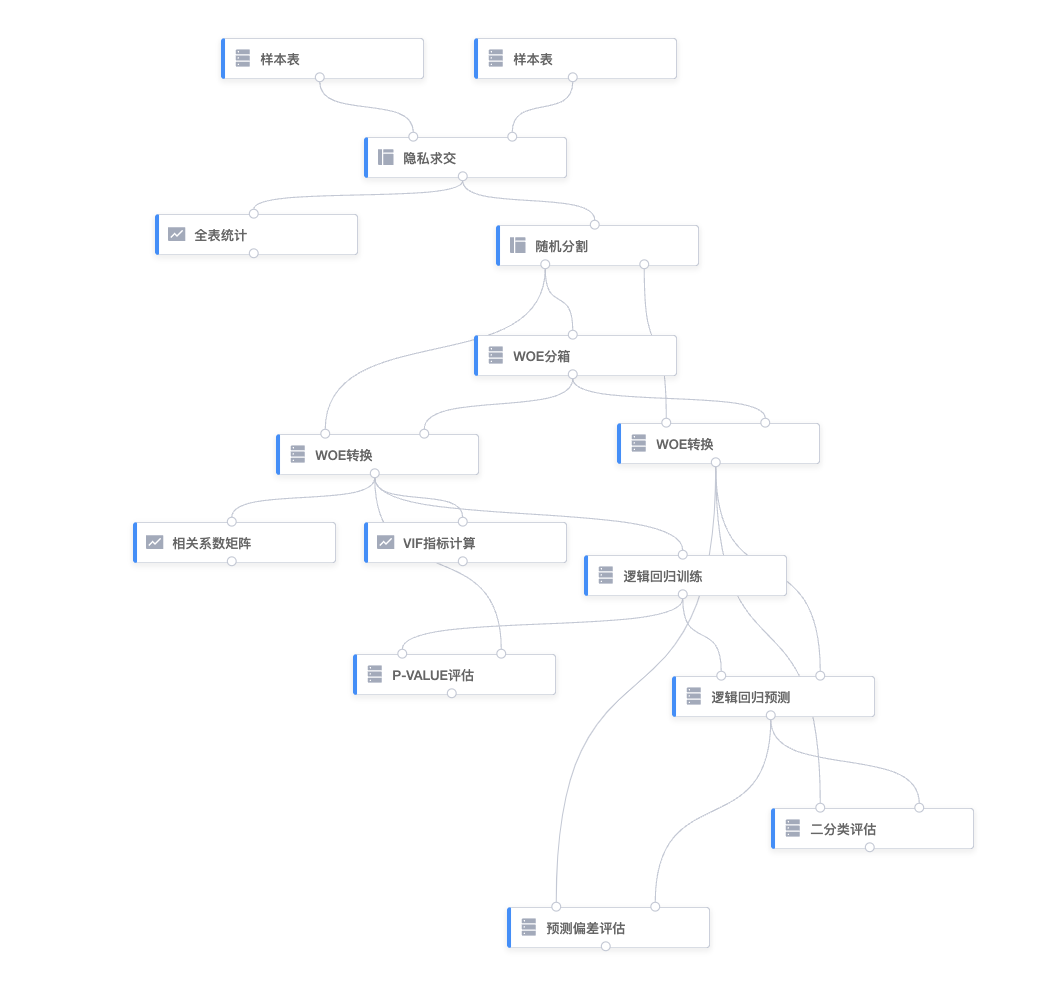 样本表
样本表
隐私求交
全表统计
随机分割
WOE分箱
WOE转换
WOE转换
相关系数矩阵
VIF指标计算
逻辑回归训练
P-VALUE评估
逻辑回归预测
二分类评估
预测偏差评估